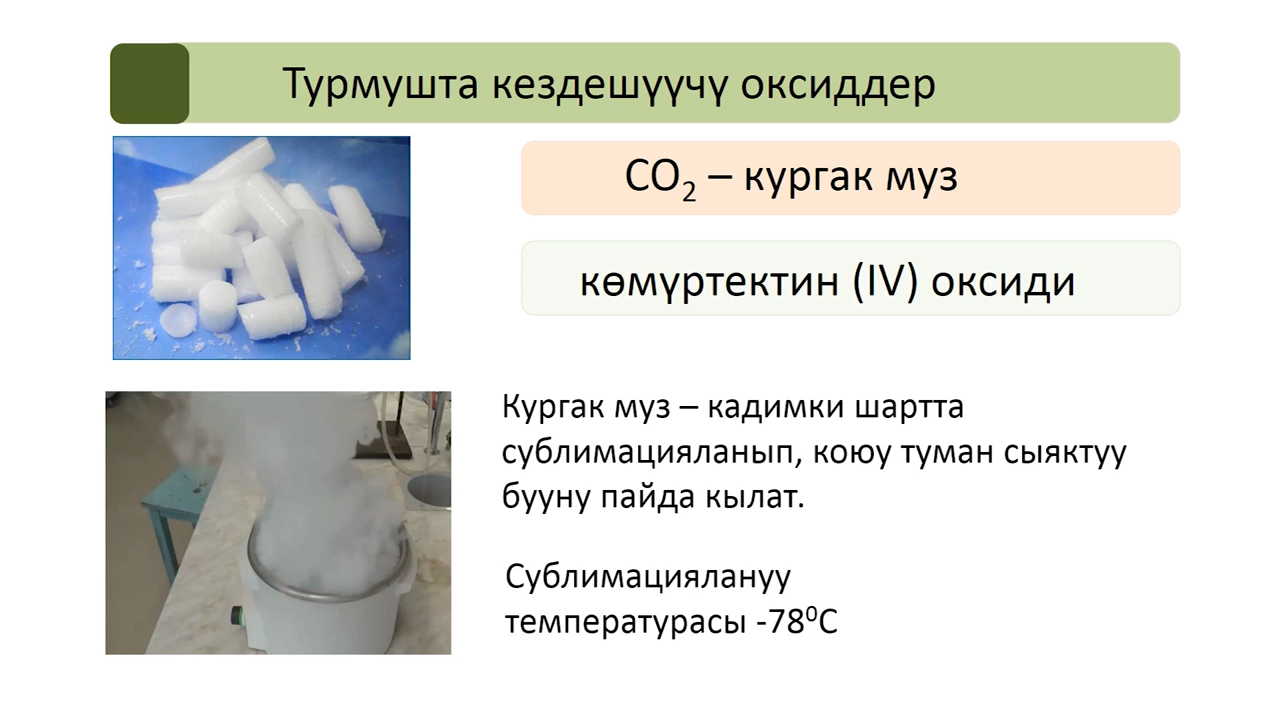 Турмушта кездешүүчү оксиддер
CO₂ – кургак муз
көмүртектин (IV) оксиди
Кургак муз – кадимки шартта
сублимацияланып, коюу туман сыяктуу
бууну пайда кылат.
Сублимациялануу
температурасы -78⁰С